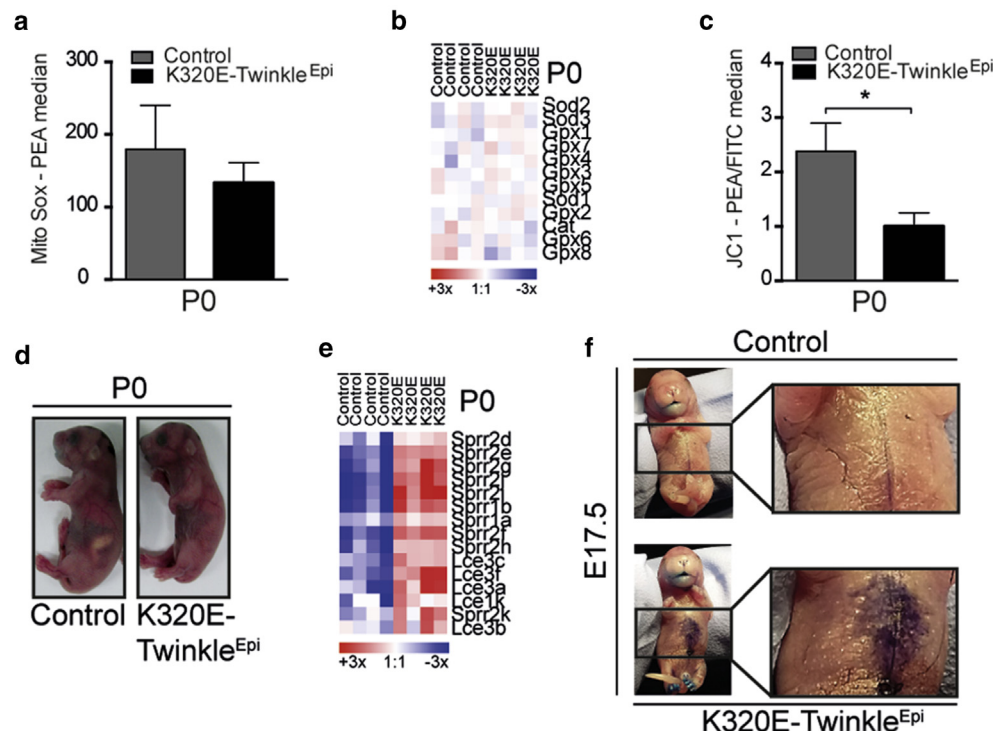 a
300
200
100
0
Mito Sox - PEA median
Control
K320E-Twinkle^Epi
P0
b
Control
Control
Control
Control
K320E
K320E
K320E
K320E
P0
Sod2
Sod3
Gpx1
Gpx7
Gpx4
Gpx3
Gpx5
Sod1
Gpx2
Cat
Gpx6
Gpx8
+3x 1:1 -3x
c
4
3
2
1
0
JC1 - PEA/FITC median
Control
K320E-Twinkle^Epi
*
P0
d
P0
Control
K320E-
Twinkle^Epi
e
Control
Control
Control
Control
K320E
K320E
K320E
K320E
P0
Sprr2d
Sprr2e
Sprr2g
Sprr1b
Sprr1a
Sprr2f
Sprr2h
Lce3c
Lce3f
Lce3a
Lce1k
Sprr2k
Lce3b
+3x 1:1 -3x
f
Control
E17.5
K320E-Twinkle^Epi